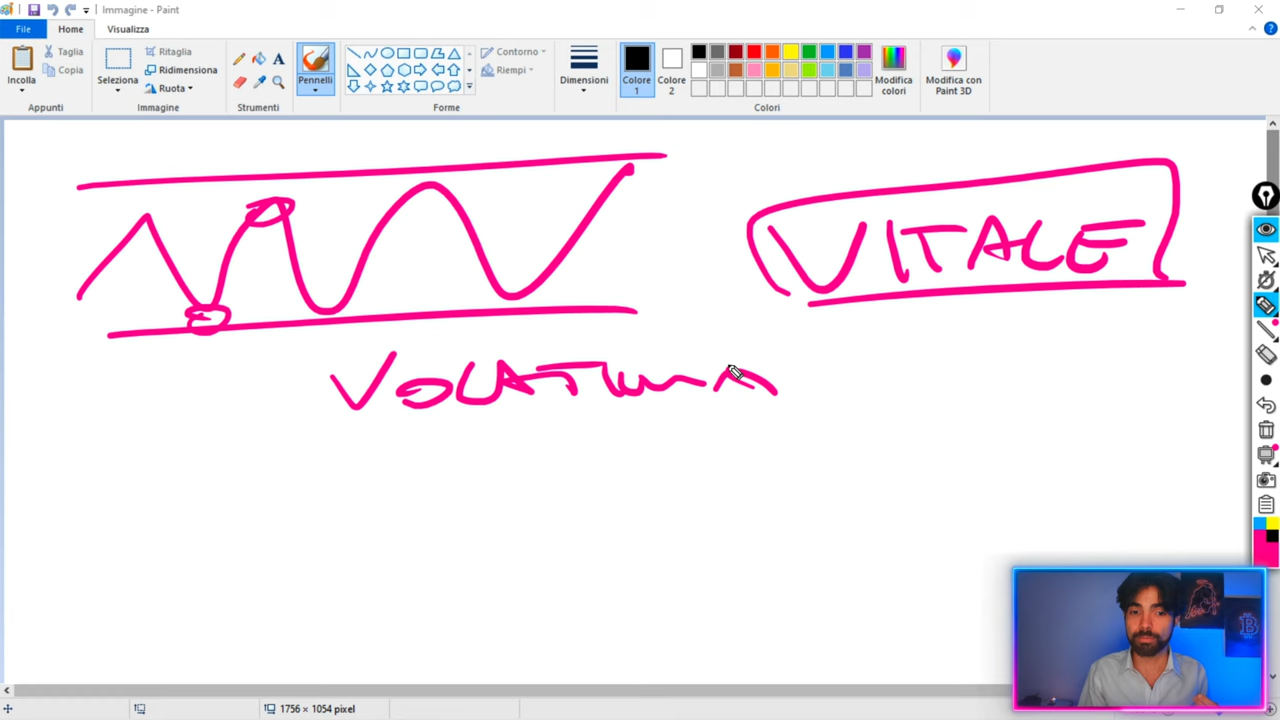 Immagine - Paint
File
Home
Visualizza
Incolla
Taglia
Copia
Appunti
Seleziona
Ritaglia
Ridimensiona
Ruota
Immagine
Strumenti
Pennelli
Contorno
Riempi
Forme
Dimensioni
Colore 1
Colore 2
Modifica colori
Colori
Modifica con Paint 3D
VITALE
1756 × 1054 pixel